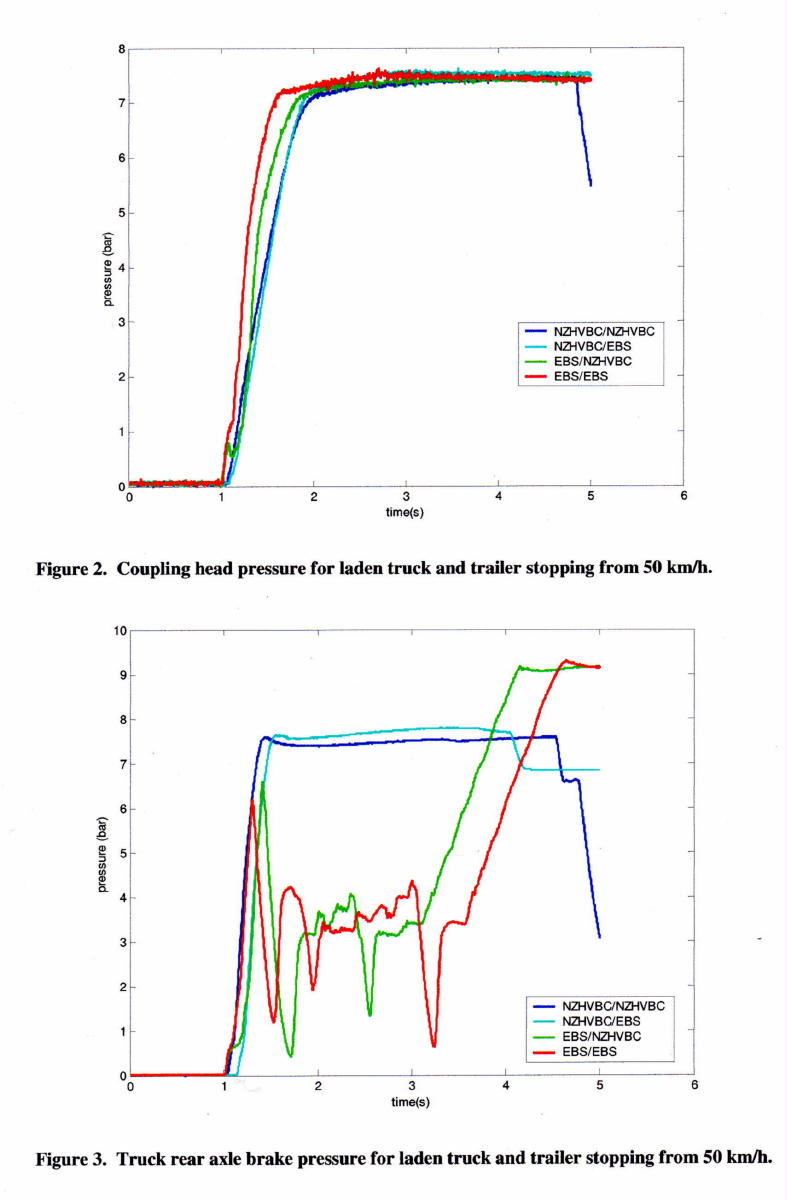 8
7
6
5
4
3
2
1
0
pressure (bar)
NZHVBC/NZHVBC
NZHVBC/EBS
EBS/NZHVBC
EBS/EBS
0 1 2 3 4 5 6
time(s)
Figure 2. Coupling head pressure for laden truck and trailer stopping from 50 km/h.
10
9
8
7
6
5
4
3
2
1
0
pressure (bar)
NZHVBC/NZHVBC
NZHVBC/EBS
EBS/NZHVBC
EBS/EBS
0 1 2 3 4 5 6
time(s)
Figure 3. Truck rear axle brake pressure for laden truck and trailer stopping from 50 km/h.